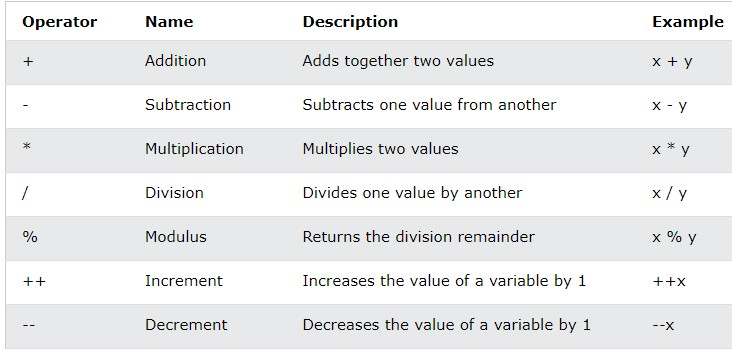 Operator Name Description Example
+ Addition Adds together two values x + y
- Subtraction Subtracts one value from another x - y
* Multiplication Multiplies two values x * y
/ Division Divides one value by another x / y
% Modulus Returns the division remainder x % y
++ Increment Increases the value of a variable by 1 ++x
-- Decrement Decreases the value of a variable by 1 --x